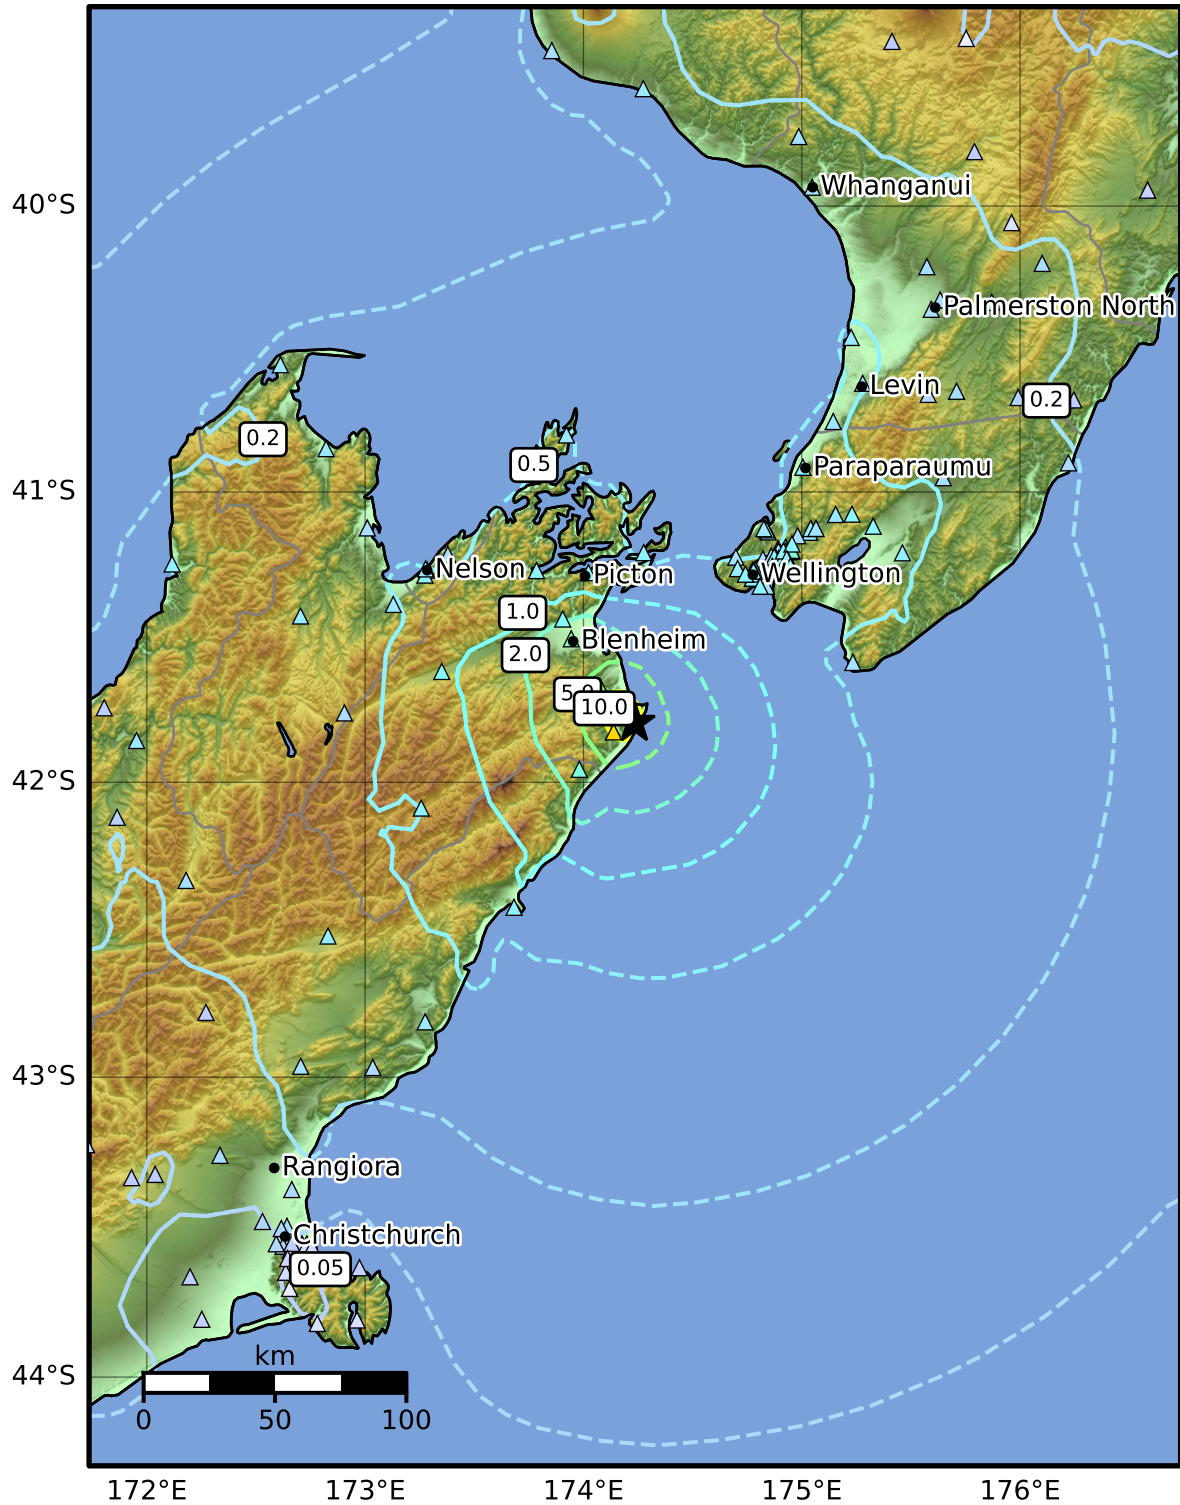 Whanganui
40°S
Palmerston North
Levin
0.2
0.2
0.5
Paraparaumu
41°S
Nelson
Picton
Wellington
1.0
Blenheim
2.0
10.0
42°S
43°S
Rangiora
Christchurch
0.05
44°S
km
0 50 100
172°E 173°E 174°E 175°E 176°E